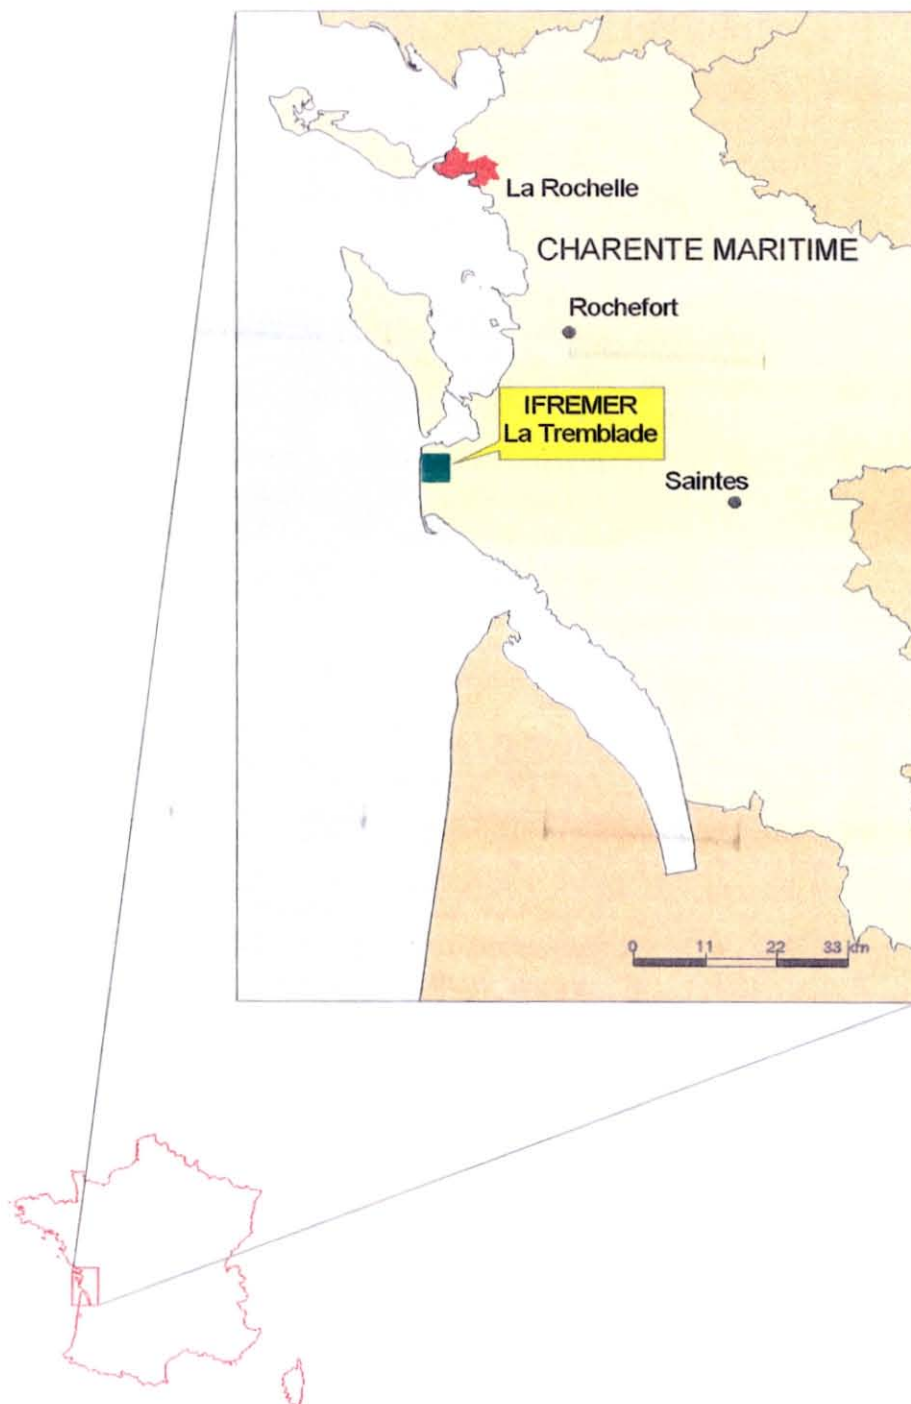 La Rochelle
CHARENTE MARITIME
Rochefort
IFREMER
La Tremblade
Saintes
0 11 22 33 km